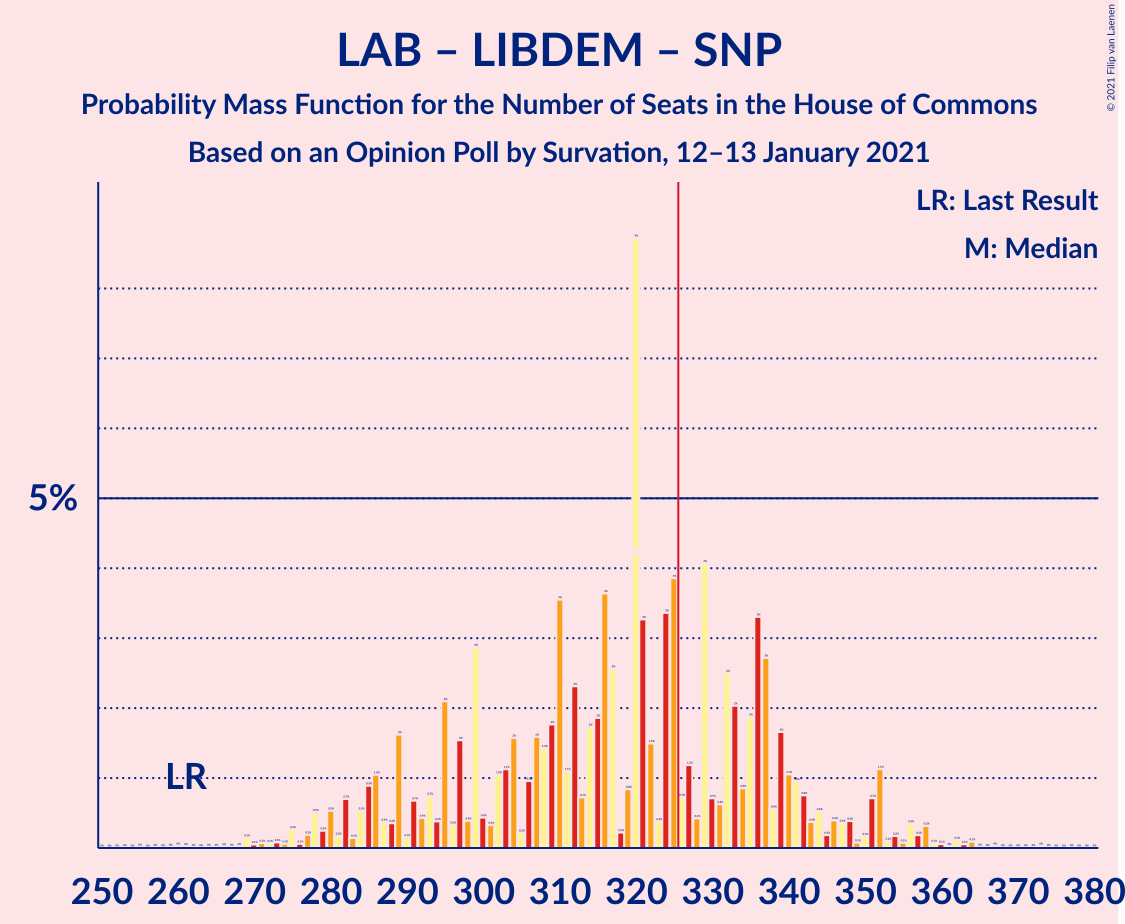 LAB – LIBDEM – SNP
Probability Mass Function for the Number of Seats in the House of Commons
Based on an Opinion Poll by Survation, 12–13 January 2021
© 2021 Filip van Laenen
LR: Last Result
M: Median
5%
LR
250 260 270 280 290 300 310 320 330 340 350 360 370 380